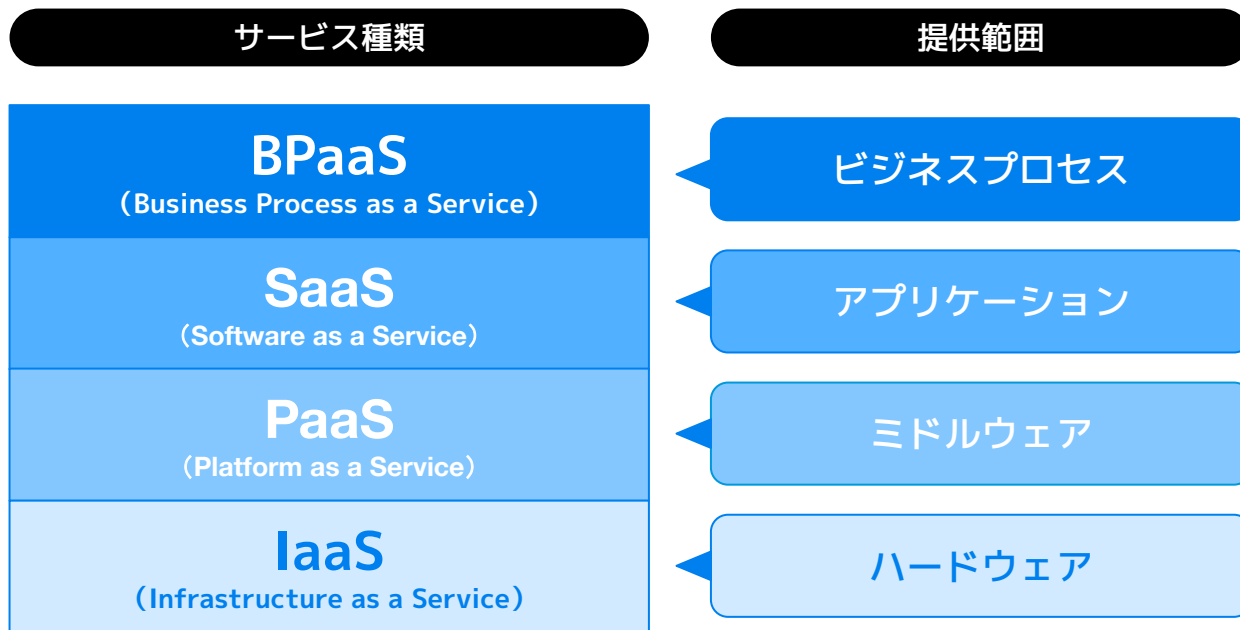 サービス種類
提供範囲
BPaaS
（Business Process as a Service）
ビジネスプロセス
SaaS
（Software as a Service）
アプリケーション
PaaS
（Platform as a Service）
ミドルウェア
IaaS
（Infrastructure as a Service）
ハードウェア